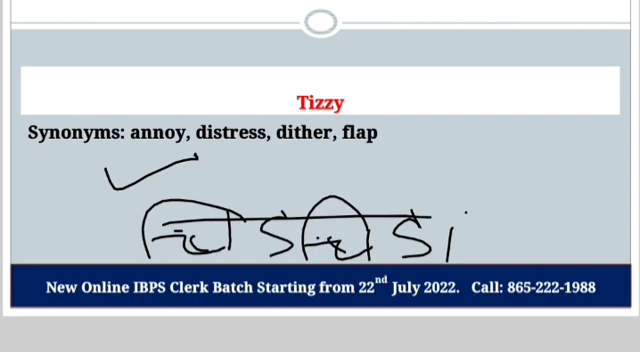 Tizzy
Synonyms: annoy, distress, dither, flap
New Online IBPS Clerk Batch Starting from 22nd July 2022. Call: 865-222-1988